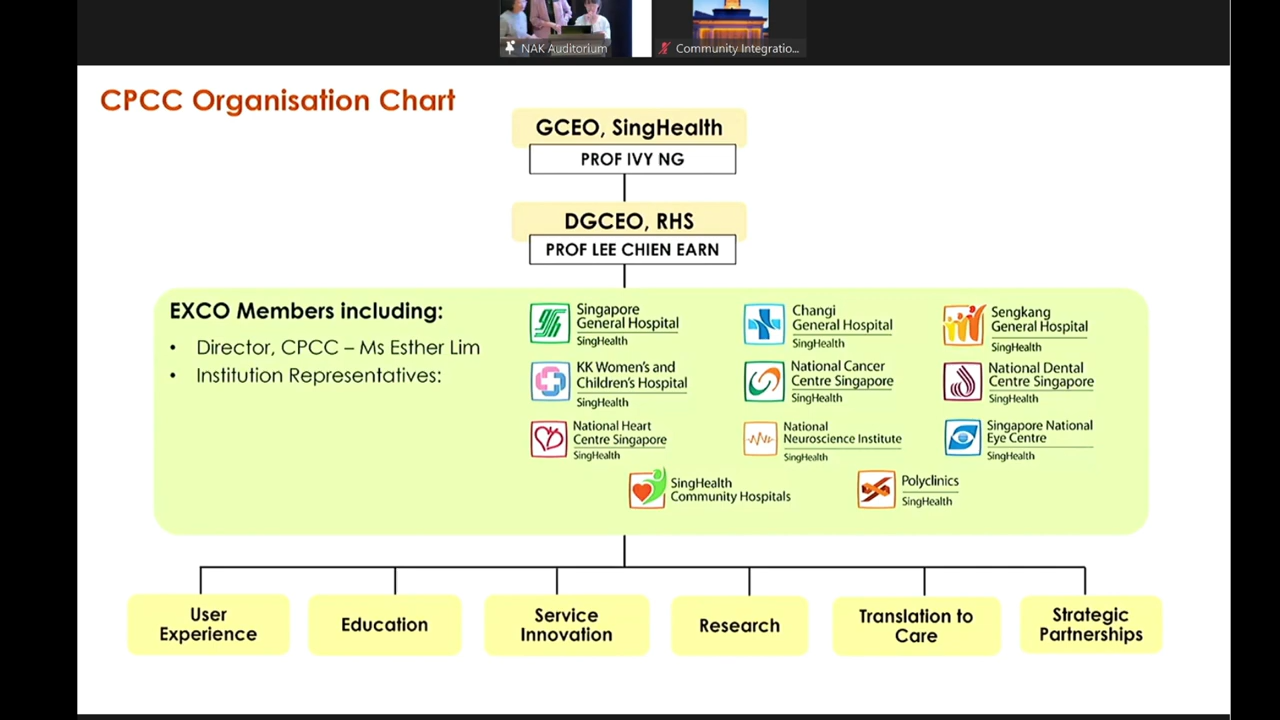 NAK Auditorium
Community Integratio...
CPCC Organisation Chart
GCEO, SingHealth
PROF IVY NG
DGCEO, RHS
PROF LEE CHIEN EARN
EXCO Members including:
• Director, CPCC – Ms Esther Lim
• Institution Representatives:
Singapore
General Hospital
SingHealth
Changi
General Hospital
SingHealth
Sengkang
General Hospital
SingHealth
KK Women's and
Children's Hospital
SingHealth
National Cancer
Centre Singapore
SingHealth
National Dental
Centre Singapore
SingHealth
National Heart
Centre Singapore
SingHealth
National
Neuroscience Institute
SingHealth
Singapore National
Eye Centre
SingHealth
SingHealth
Community Hospitals
Polyclinics
SingHealth
User
Experience
Education
Service
Innovation
Research
Translation to
Care
Strategic
Partnerships